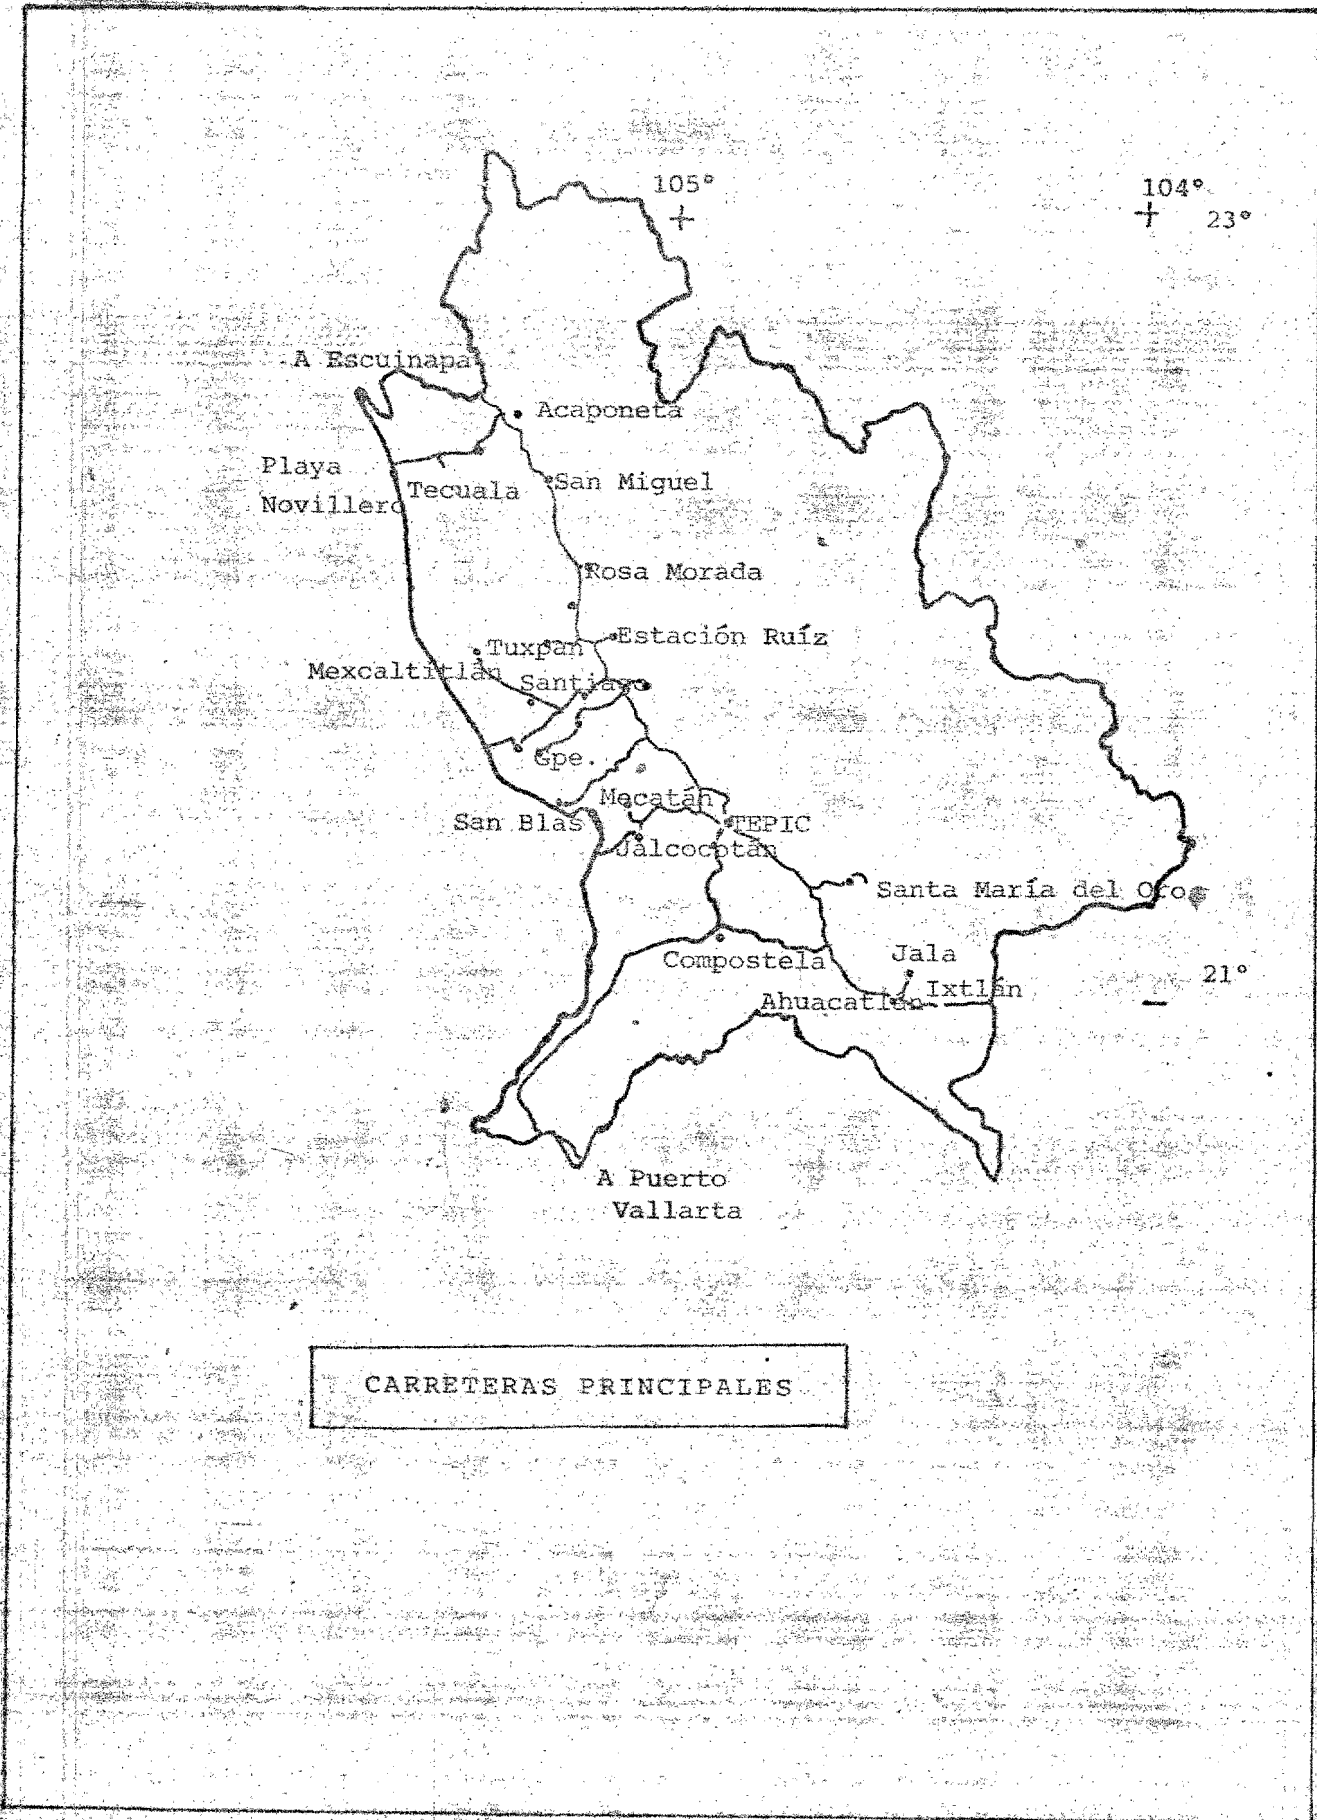 105°
104°
23°
A Escuinapa
Acaponeta
Playa
Novillero
Tecuala
San Miguel
Rosa Morada
Estación Ruíz
Tuxpan
Mexcaltitlán
Santiago
Gpe.
Mecatán
San Blas
TEPIC
Jalcocotán
Santa María del Oro
Jala
Compostela
21°
Ixtlán
Ahuacatlán
A Puerto
Vallarta
CARRETERAS PRINCIPALES